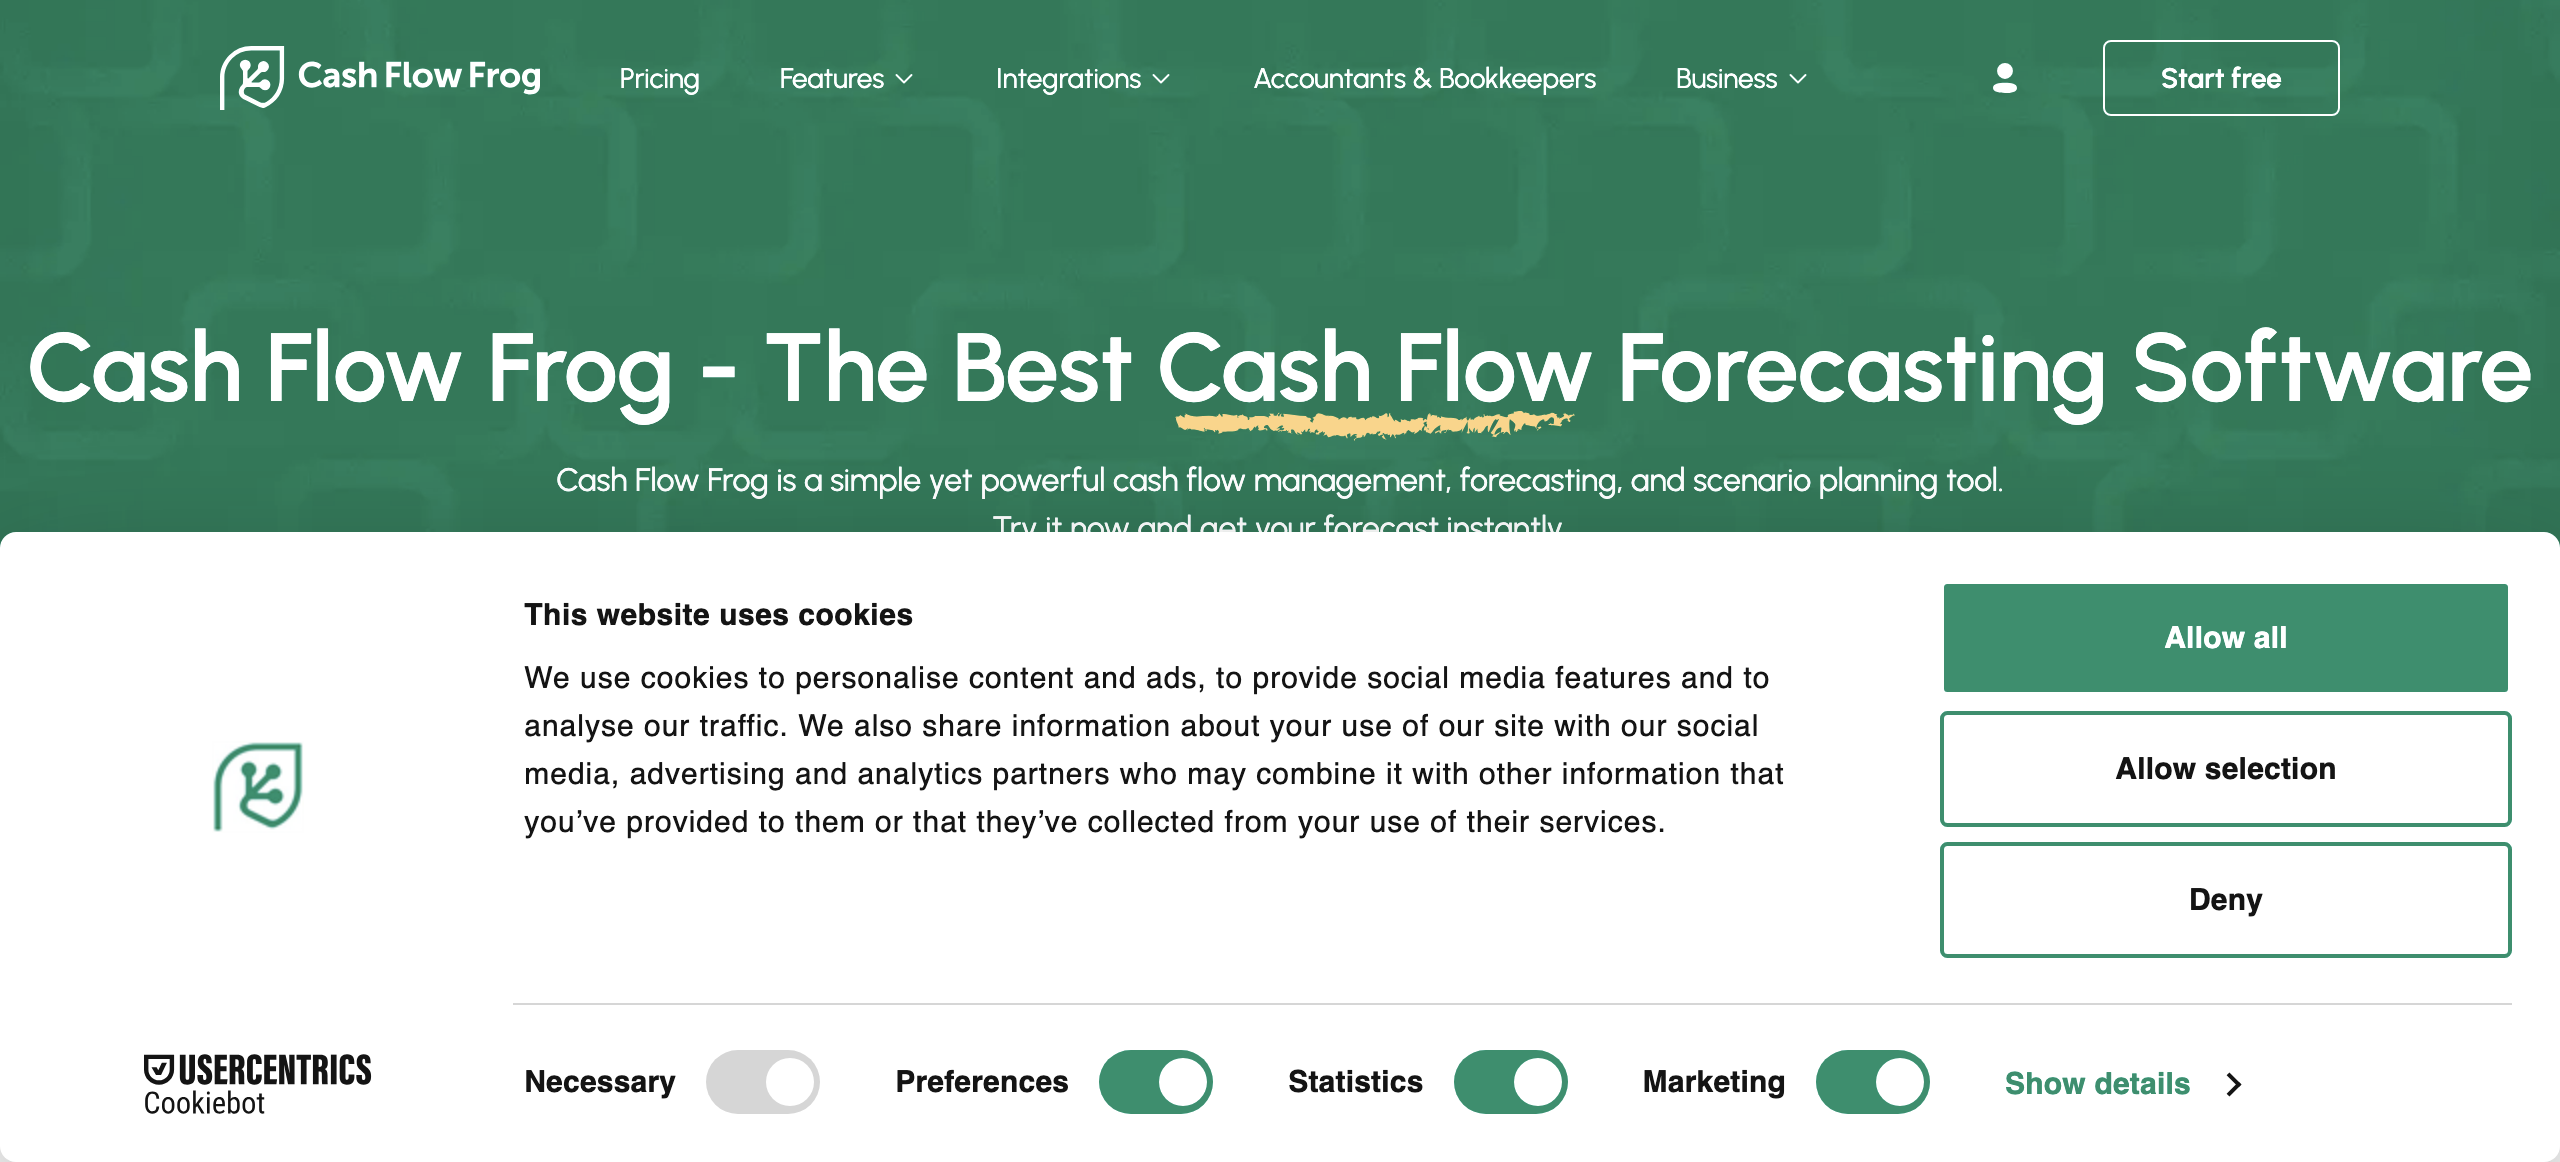 Cash Flow Frog
Pricing
Features
Integrations
Accountants & Bookkeepers
Business
Start free
Cash Flow Frog - The Best Cash Flow Forecasting Software
Cash Flow Frog is a simple yet powerful cash flow management, forecasting, and scenario planning tool.
Try it now and get your forecast instantly
This website uses cookies
We use cookies to personalise content and ads, to provide social media features and to
analyse our traffic. We also share information about your use of our site with our social
media, advertising and analytics partners who may combine it with other information that
you’ve provided to them or that they’ve collected from your use of their services.
Allow all
Allow selection
Deny
USERCENTRICS
Cookiebot
Necessary
Preferences
Statistics
Marketing
Show details